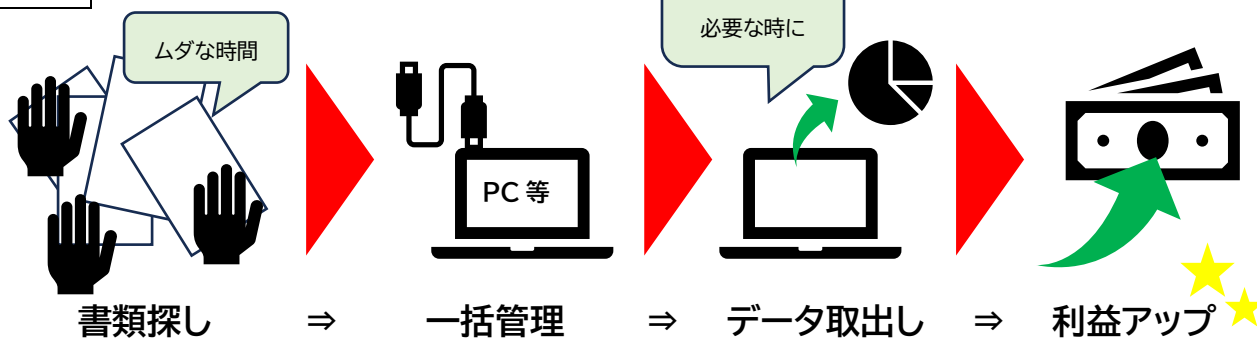 ムダな時間
必要な時に
PC 等
書類探し ⇒ 一括管理 ⇒ データ取出し ⇒ 利益アップ